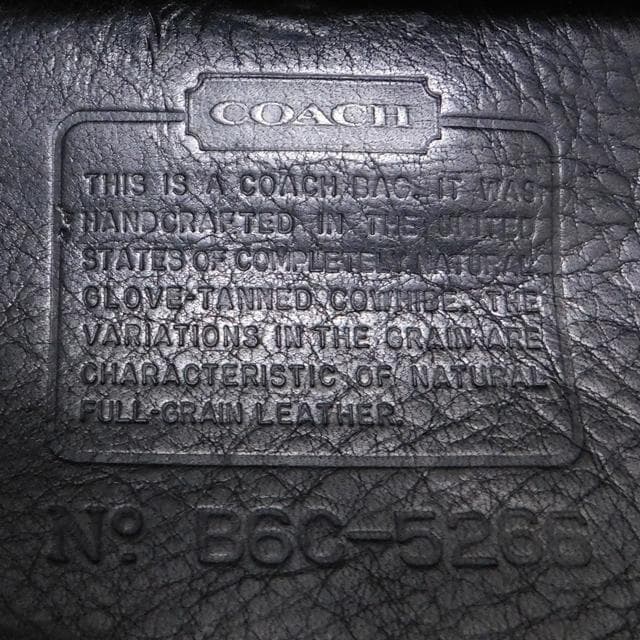 COACH
THIS IS A COACH BAG. IT WAS
HANDCRAFTED IN THE UNITED
STATES OF COMPLETELY NATURAL
GLOVE-TANNED COWHIDE. THE
VARIATIONS IN THE GRAIN ARE
CHARACTERISTIC OF NATURAL
FULL-GRAIN LEATHER.
Nº B6C-5266